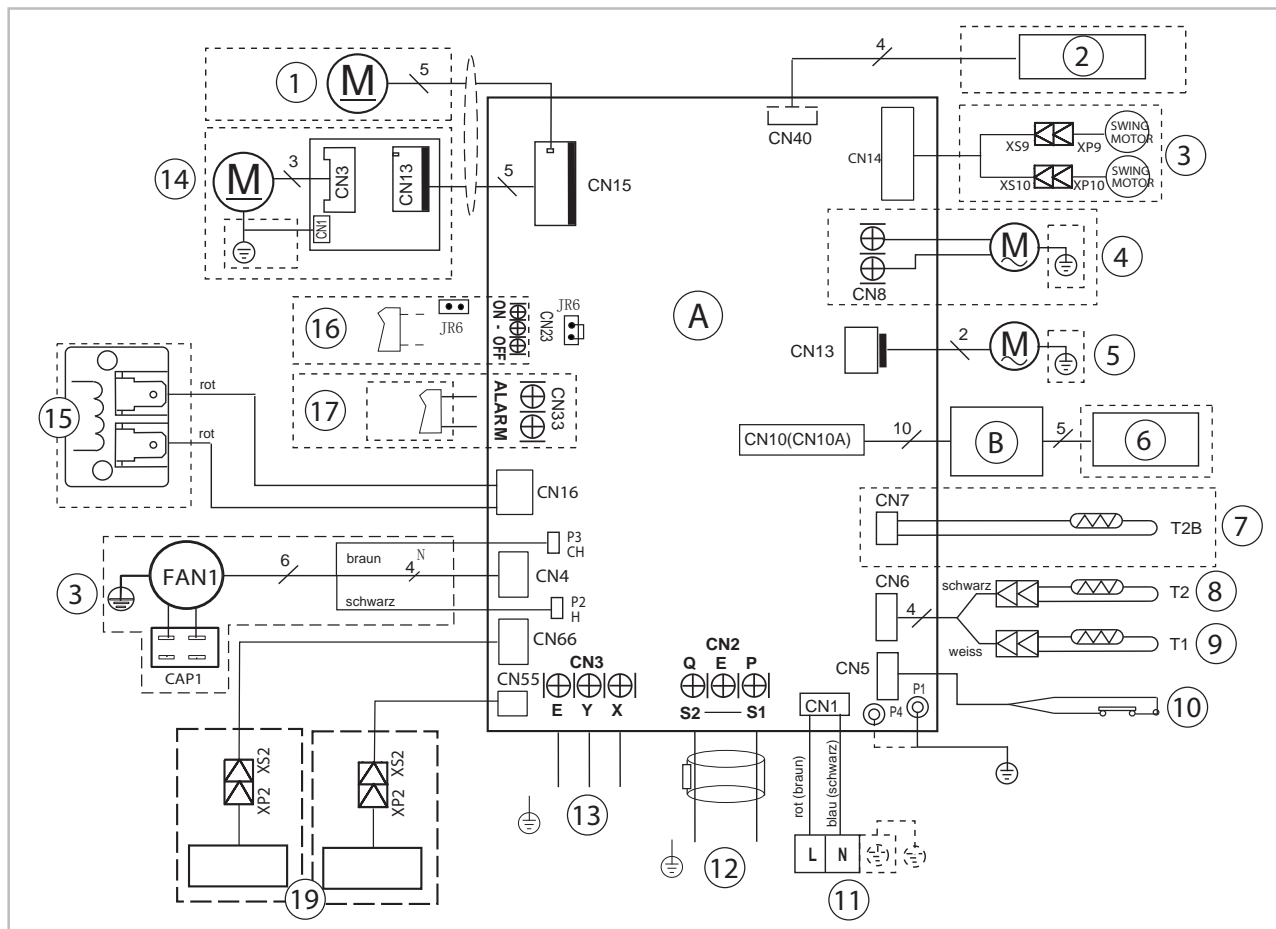 1
M
5
4
2
CN40
CN14
XS9
XP9
SWING
MOTOR
XS10
XP10
SWING
MOTOR
3
14
M
3
CN3
CN13
CN1
5
CN15
CN8
M
4
A
16
JR6
ON - OFF
CN23
JR6
CN13
2
M
5
15
rot
rot
17
ALARM
CN33
CN10(CN10A)
10
B
5
6
CN16
CN7
T2B
7
3
FAN1
6
braun
N
4
schwarz
P3
CH
CN4
P2
H
CN66
CAP1
CN6
4
schwarz
T2
8
weiss
T1
9
CN55
CN3
E
Y
X
CN2
Q
E
P
S2
S1
CN5
CN1
P4
P1
10
rot (braun)
blau (schwarz)
XS2
XP2
XS2
XP2
19
13
12
L
N
11